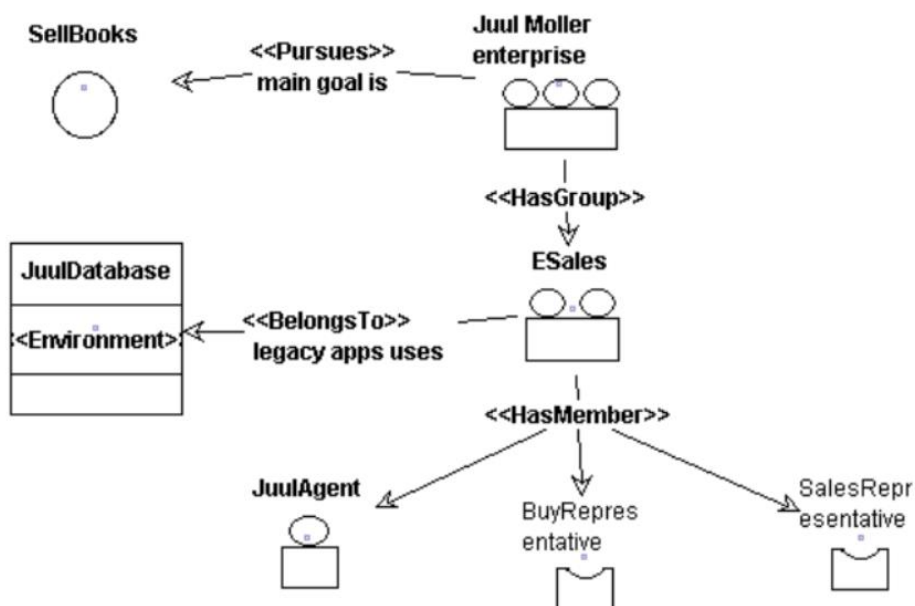 SellBooks
Juul Moller
enterprise
<<Pursues>>
main goal is
<<HasGroup>>
ESales
JuulDatabase
<Environment>
<<BelongsTo>>
legacy apps uses
<<HasMember>>
JuulAgent
BuyRepres
entative
SalesRepr
esentative